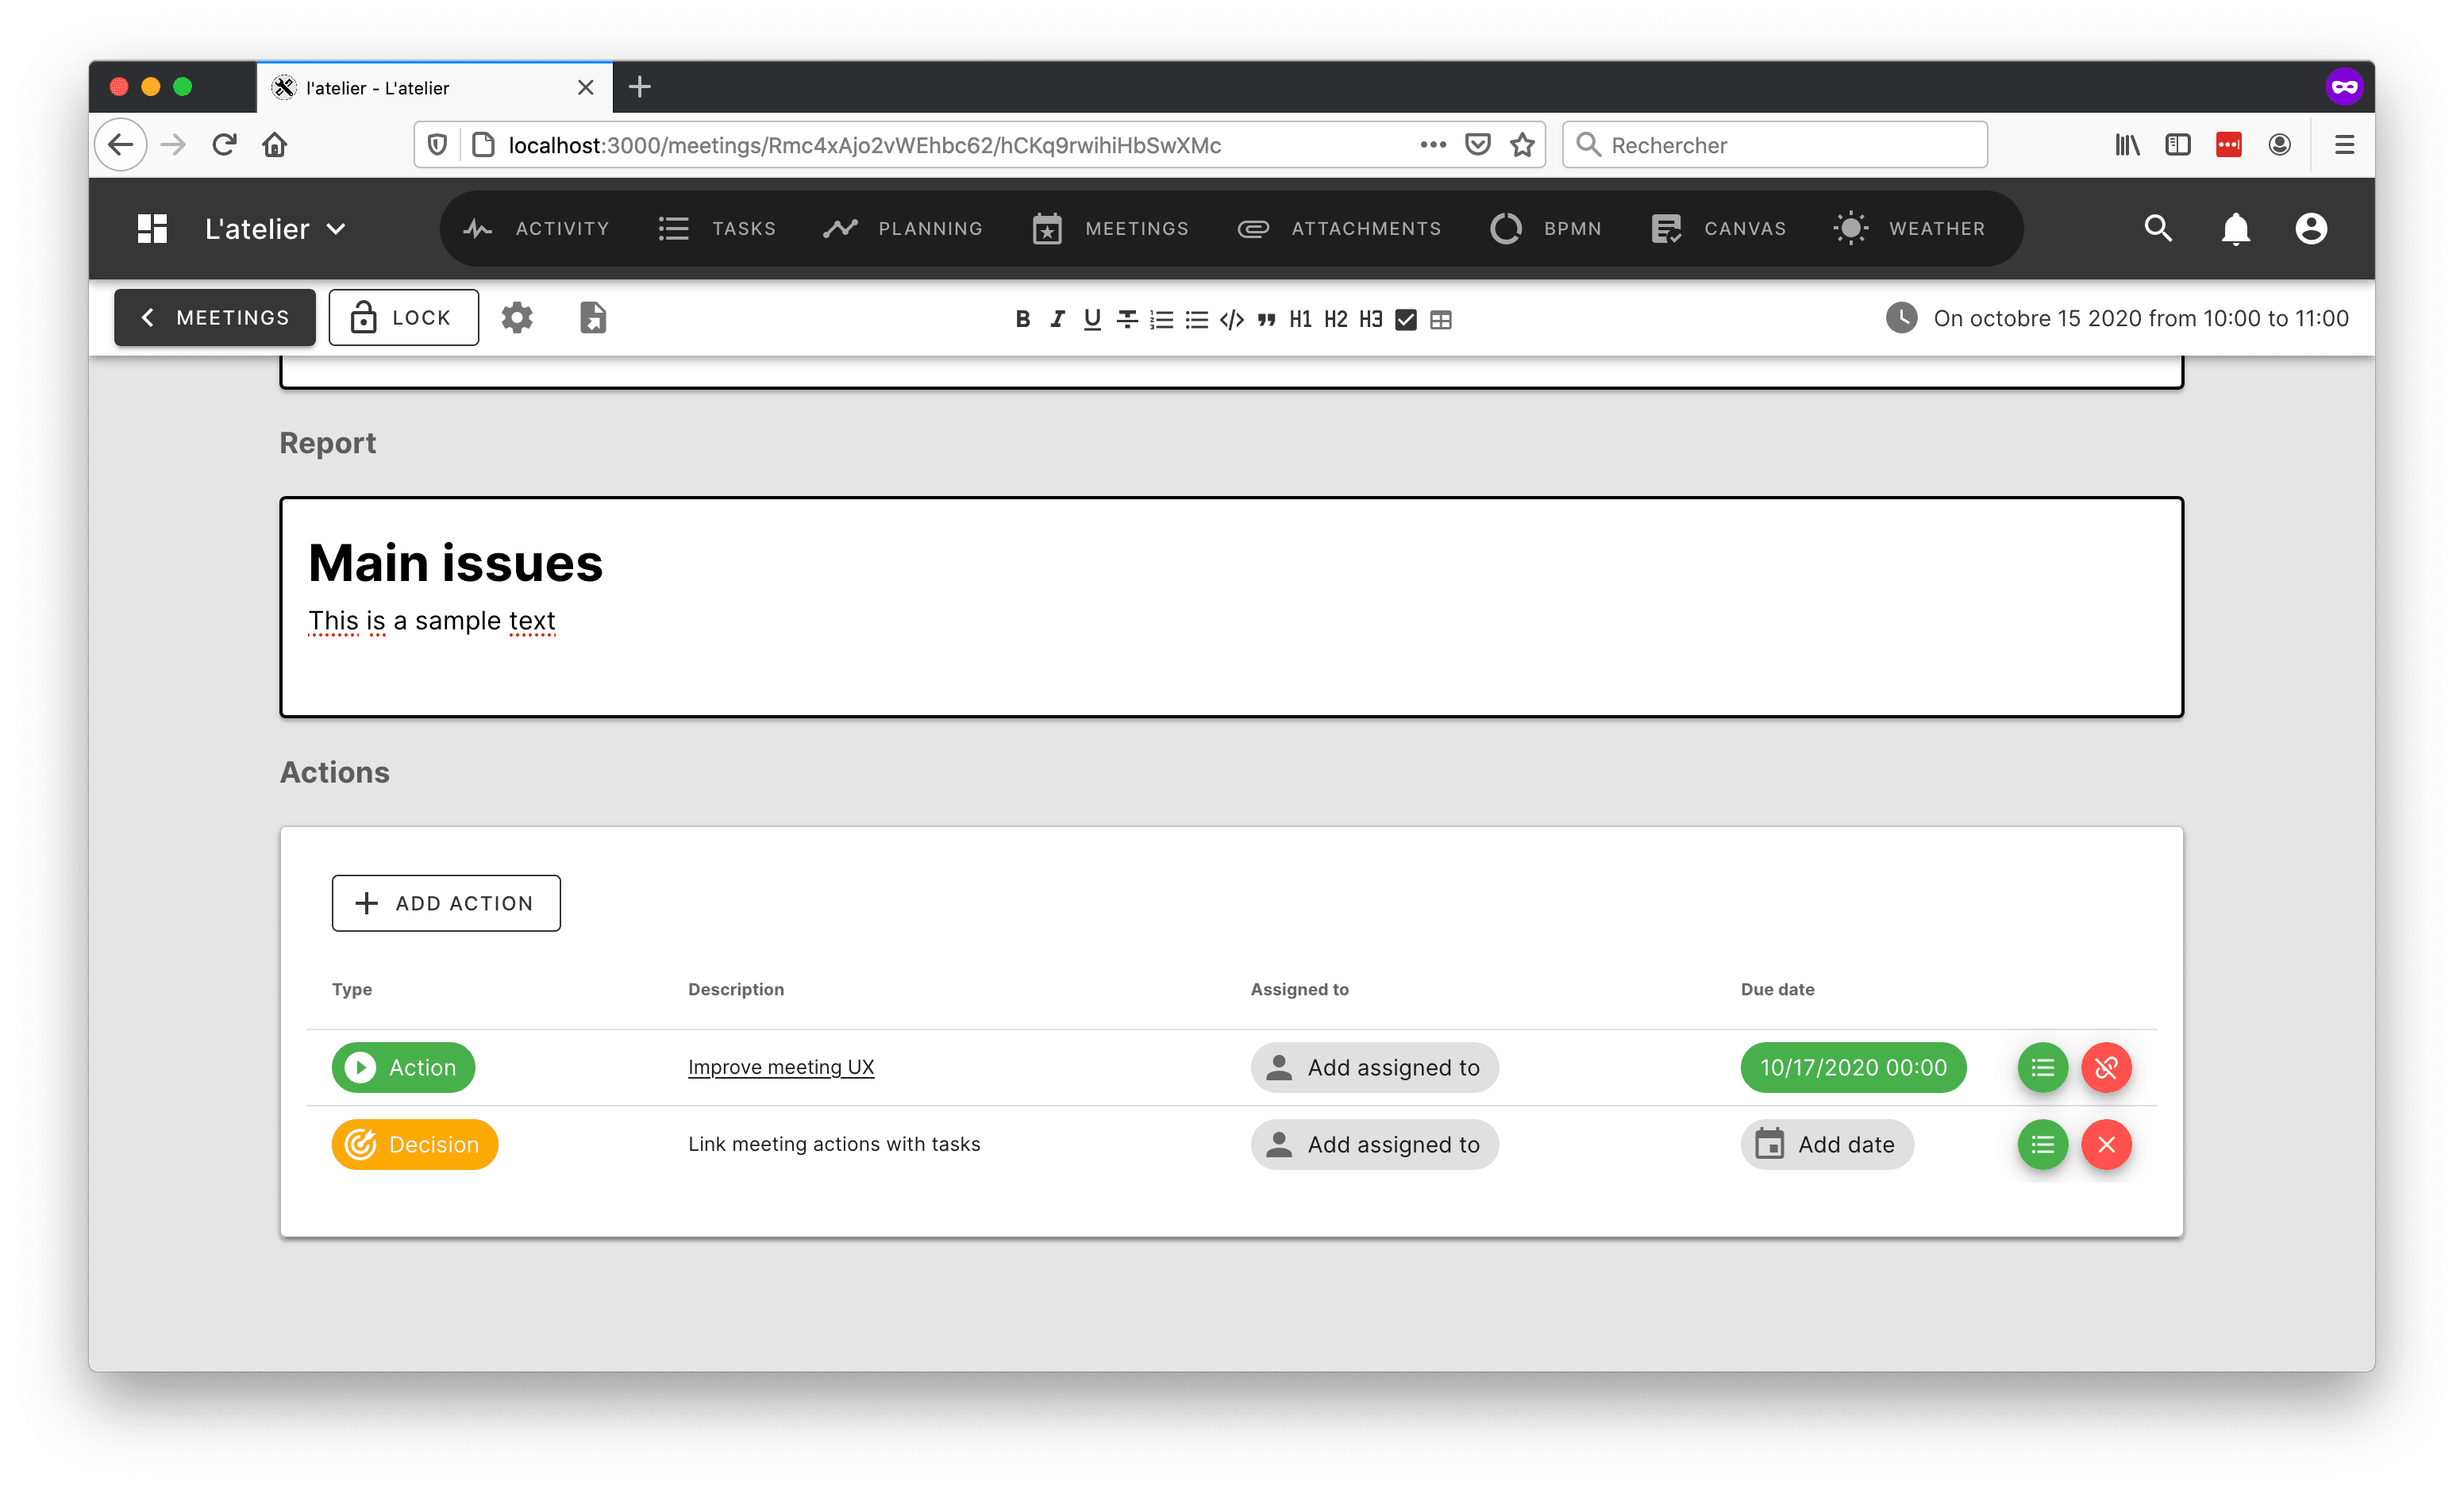 l'atelier - L'atelier
localhost:3000/meetings/Rmc4xAjo2vWEhbc62/hCKq9rwihiHbSwXMc
Rechercher
L'atelier
ACTIVITY
TASKS
PLANNING
MEETINGS
ATTACHMENTS
BPMN
CANVAS
WEATHER
MEETINGS
LOCK
B I U H1 H2 H3
On octobre 15 2020 from 10:00 to 11:00
Report
Main issues
This is a sample text
Actions
ADD ACTION
Type Description Assigned to Due date
Action Improve meeting UX Add assigned to 10/17/2020 00:00
Decision Link meeting actions with tasks Add assigned to Add date